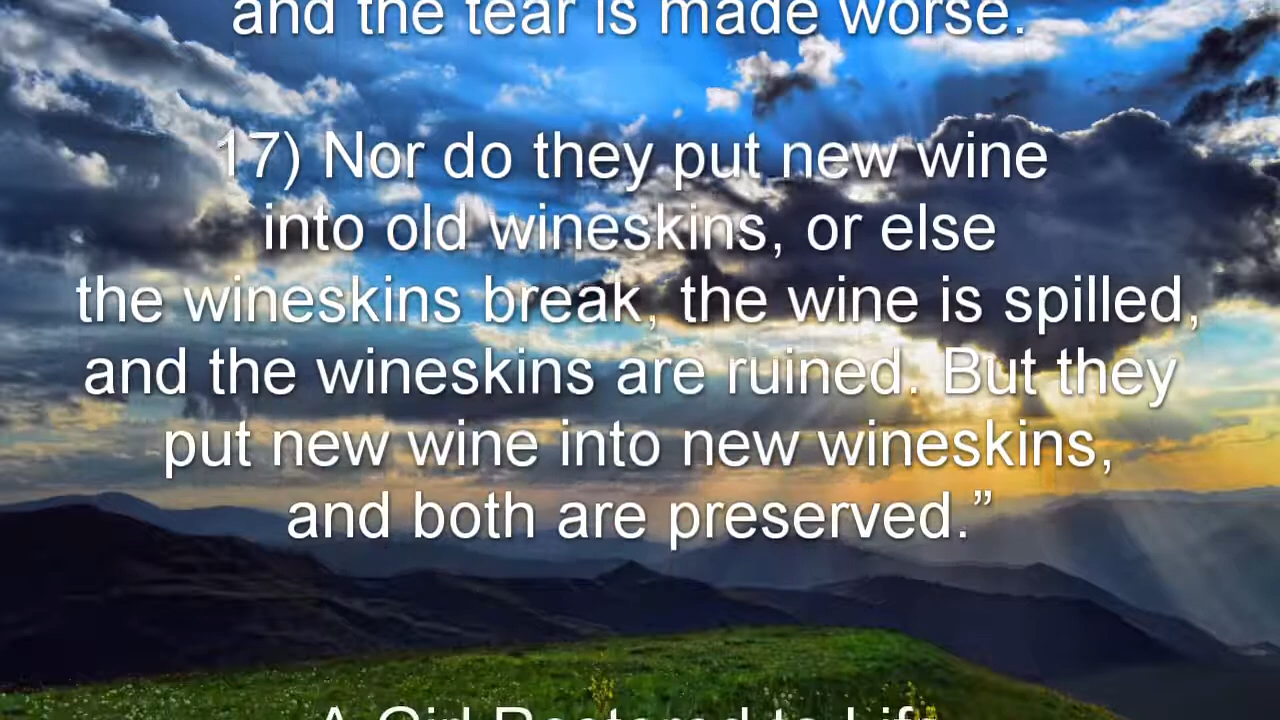 and the tear is made worse.
17) Nor do they put new wine
into old wineskins, or else
the wineskins break, the wine is spilled,
and the wineskins are ruined. But they
put new wine into new wineskins,
and both are preserved.”
A Girl Restored to Life